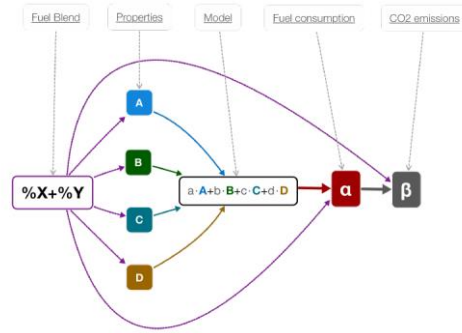 Fuel Blend
Properties
Model
Fuel consumption
CO2 emissions
A
B
%X+%Y
a·A+b·B+c·C+d·D
α
β
C
D